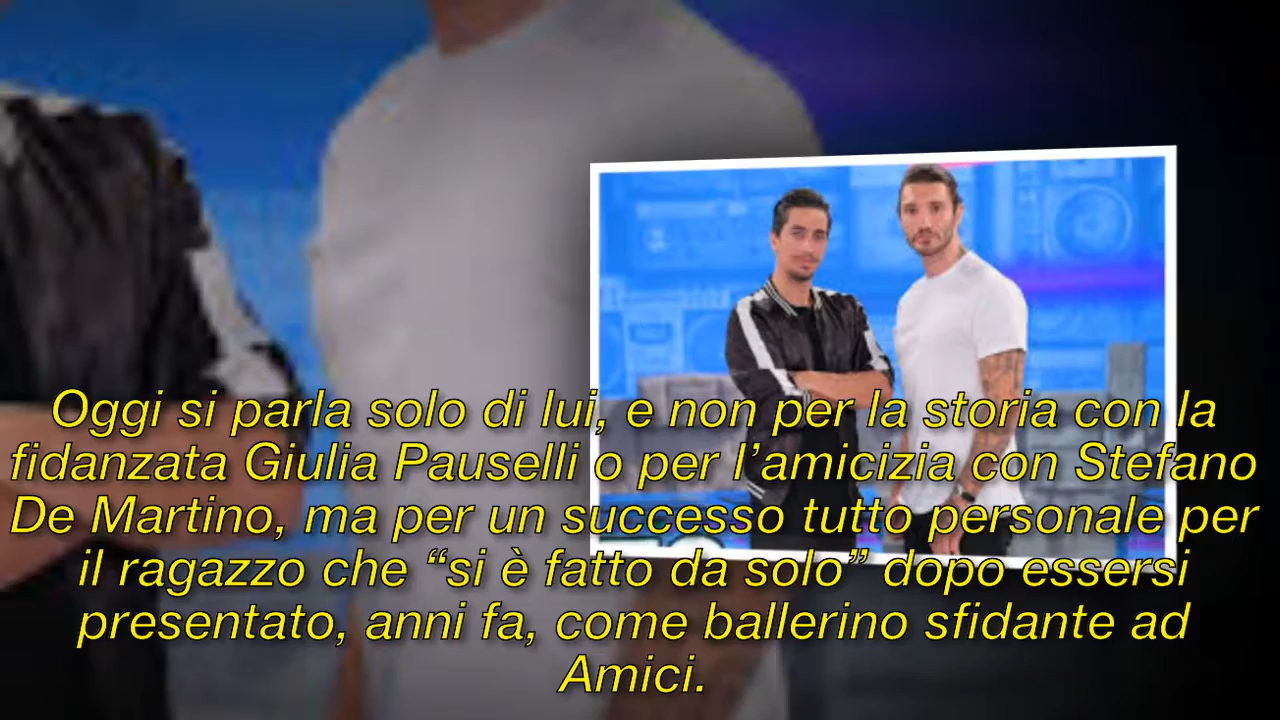 Oggi si parla solo di lui, e non per la storia con la
fidanzata Giulia Pauselli o per l’amicizia con Stefano
De Martino, ma per un successo tutto personale per
il ragazzo che “si è fatto da solo” dopo essersi
presentato, anni fa, come ballerino sfidante ad
Amici.